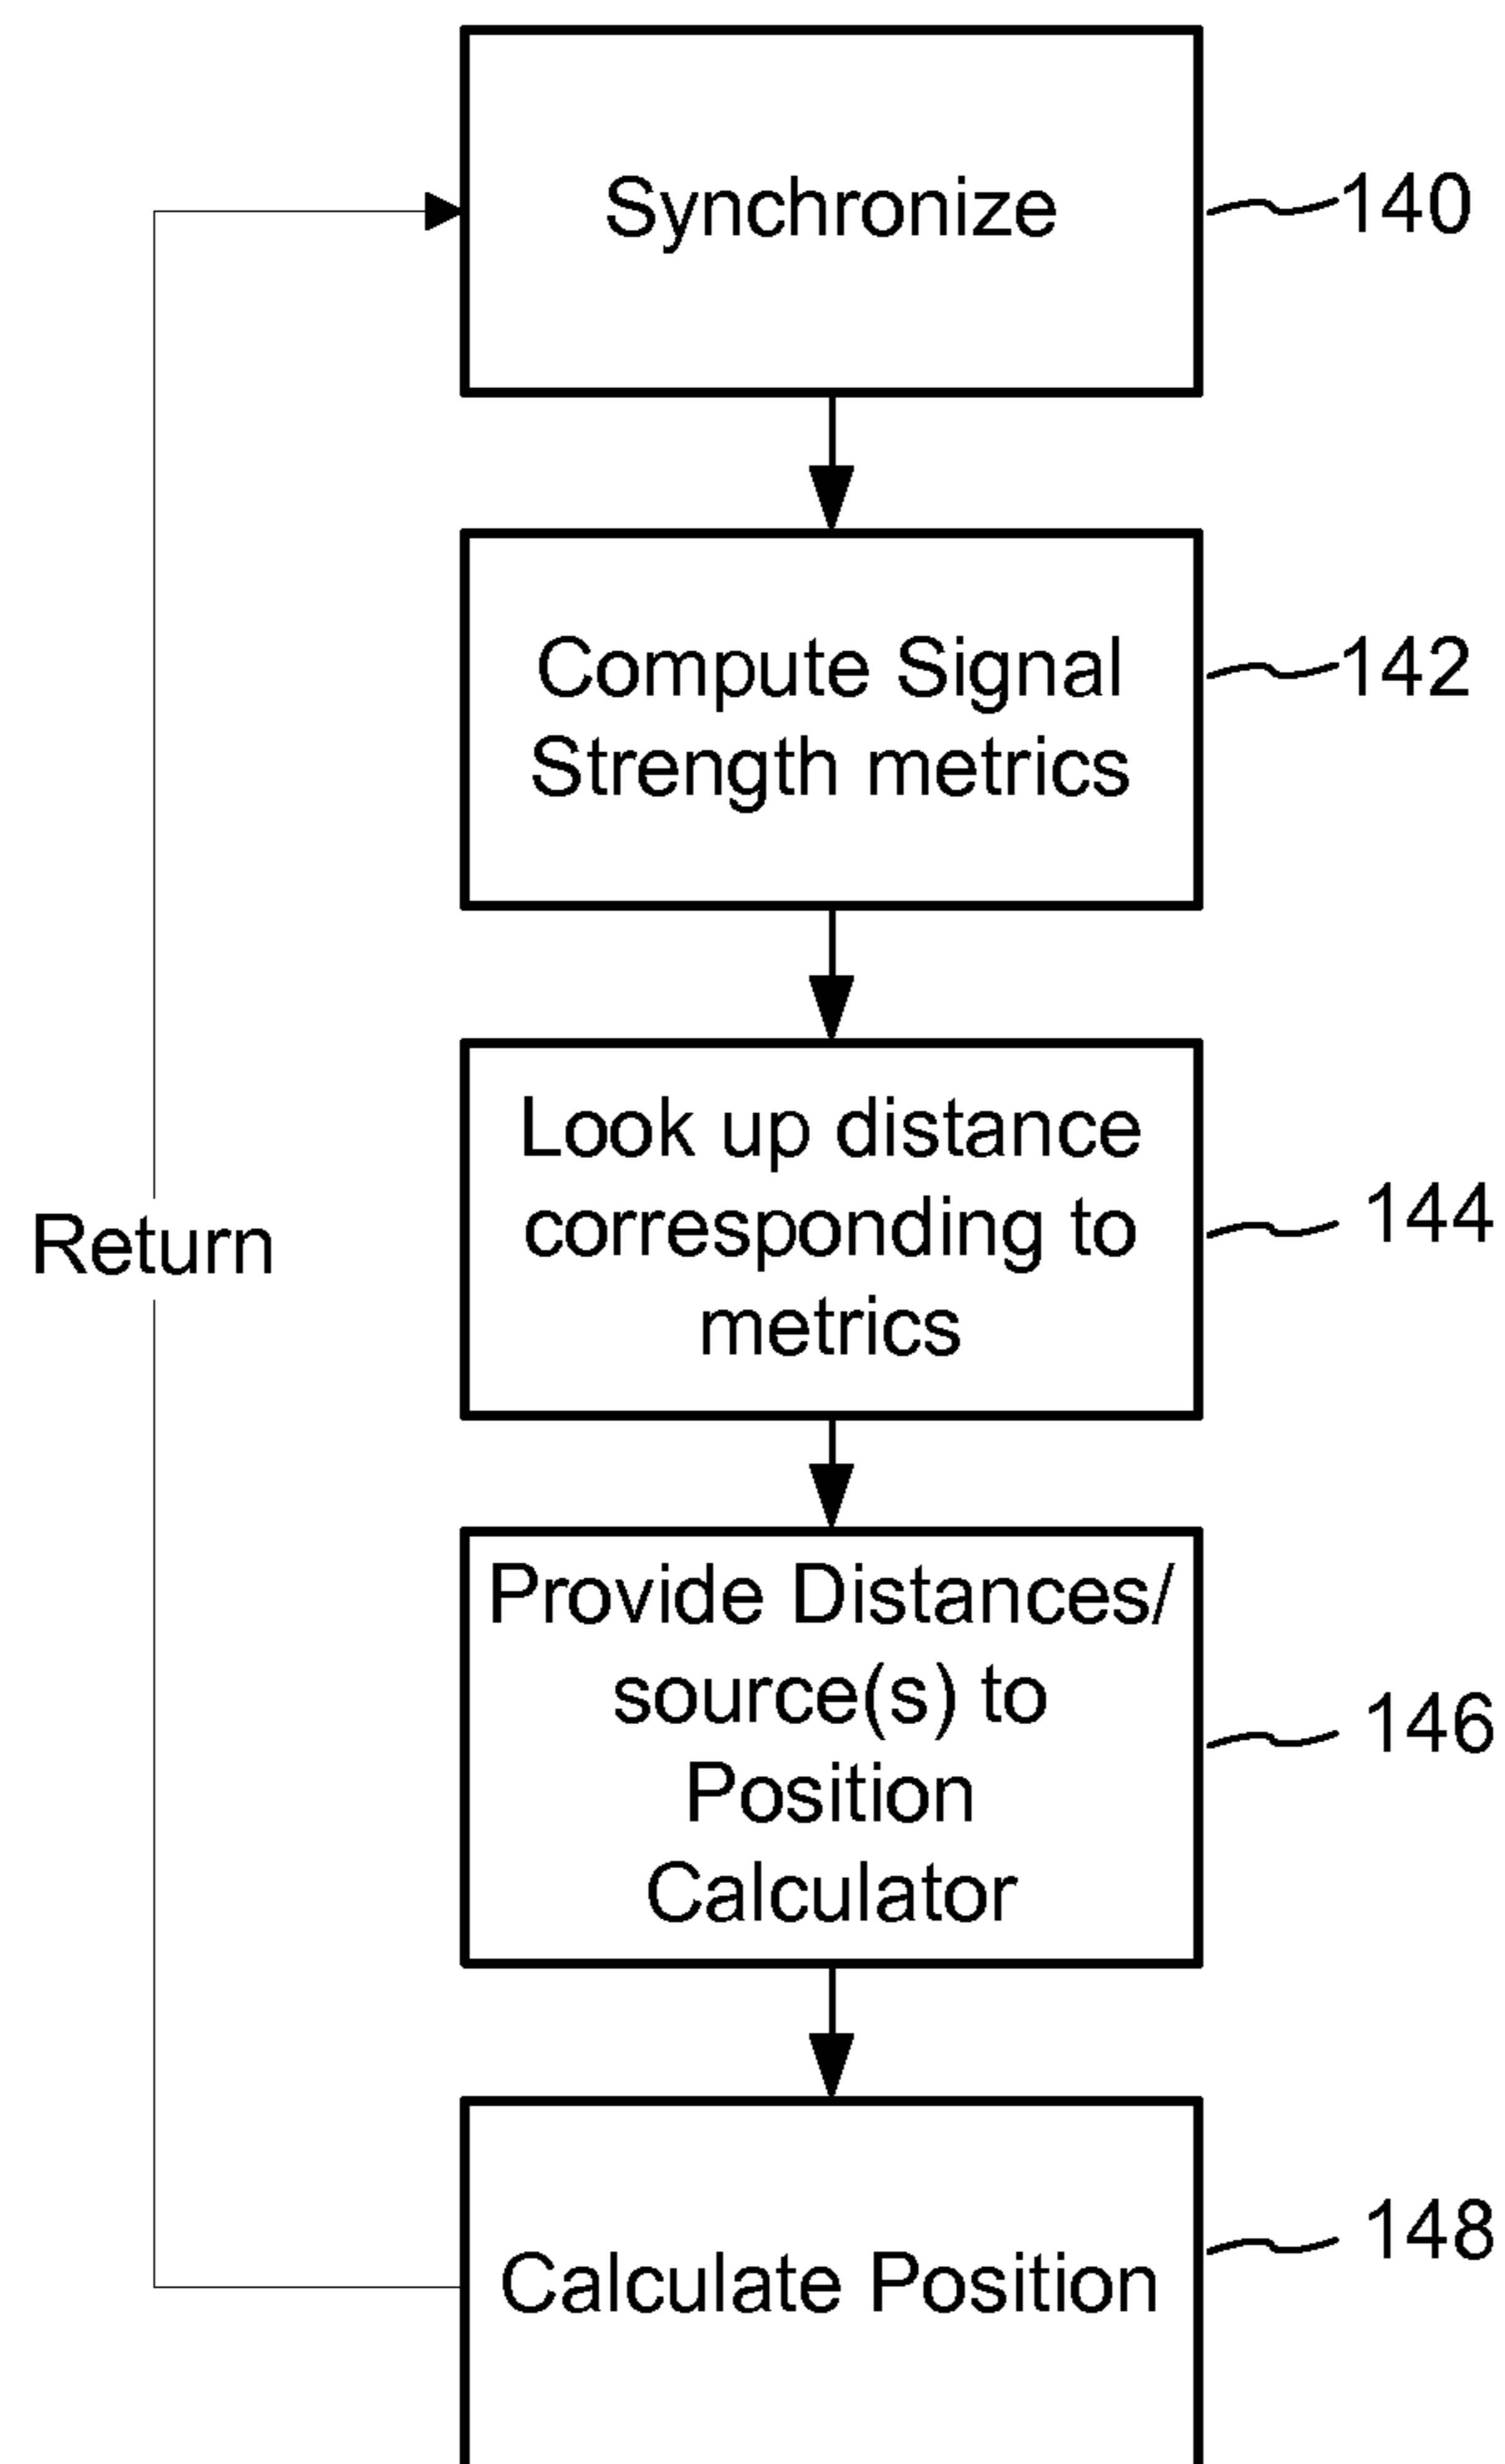 Synchronize
140
Compute Signal
Strength metrics
142
Look up distance
corresponding to
metrics
144
Return
Provide Distances/
source(s) to
Position
Calculator
146
Calculate Position
148